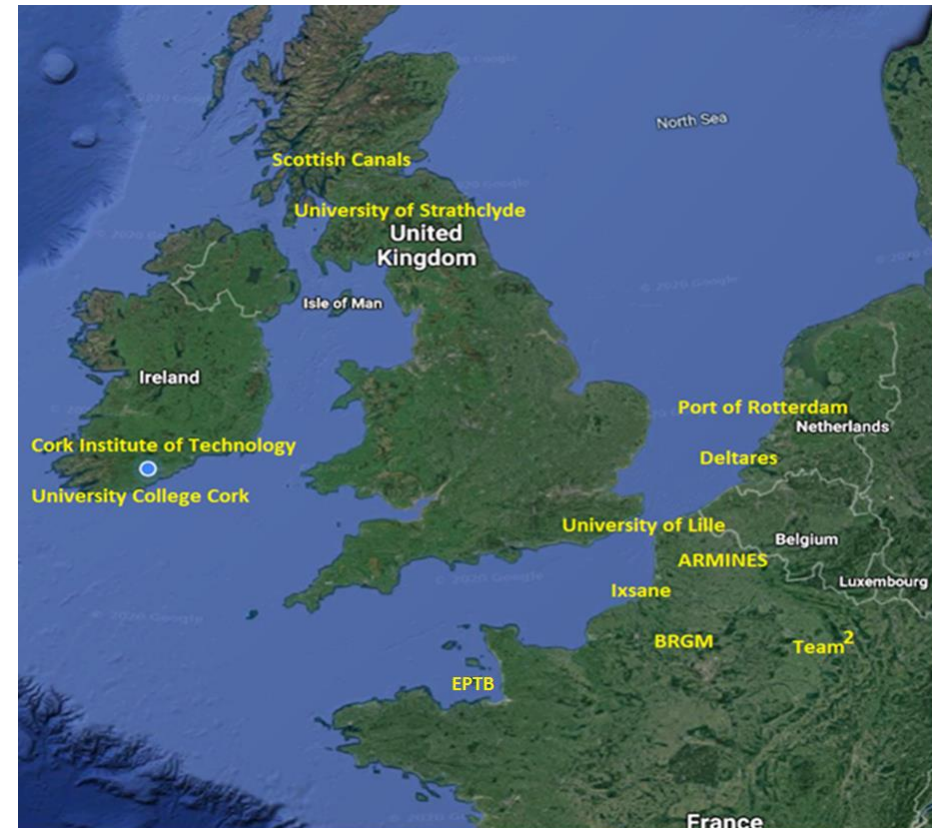 North Sea
Scottish Canals
University of Strathclyde
United
Kingdom
Isle of Man
Ireland
Port of Rotterdam
Netherlands
Cork Institute of Technology
Deltares
University College Cork
University of Lille
Belgium
ARMINES
Luxembourg
Ixsane
BRGM
Team²
EPTB
France